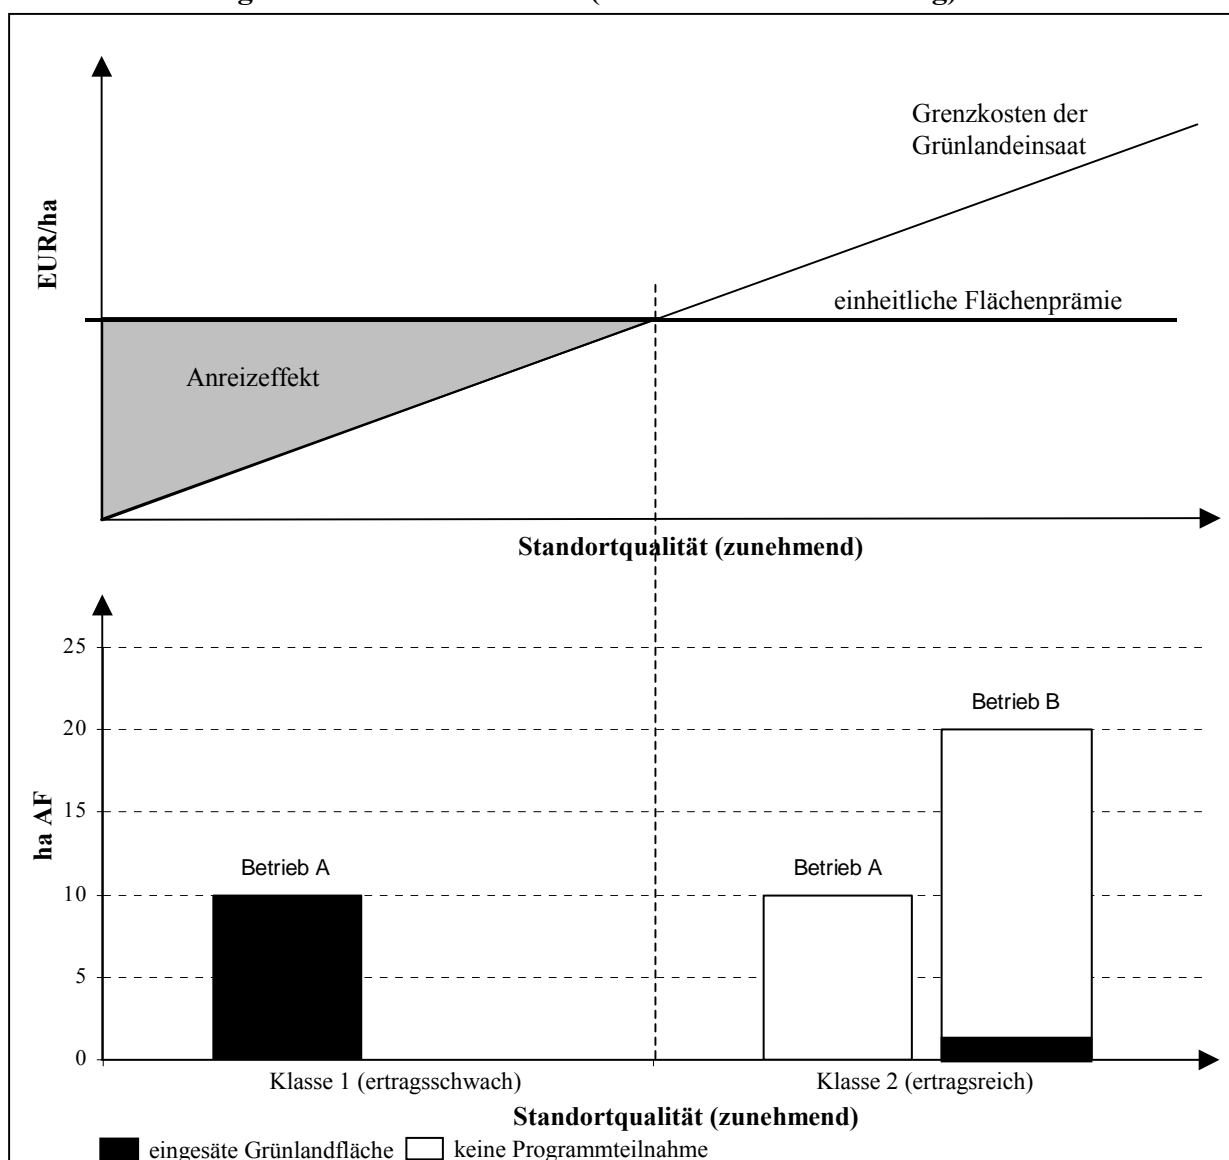 Grenzkosten der
Grünlandeinsaat
EUR/ha
einheitliche Flächenprämie
Anreizeffekt
Standortqualität (zunehmend)
25
20
15
10
5
0
ha AF
Betrieb B
Betrieb A
Betrieb A
Klasse 1 (ertragsschwach)
Klasse 2 (ertragsreich)
Standortqualität (zunehmend)
eingesäte Grünlandfläche
keine Programmteilnahme